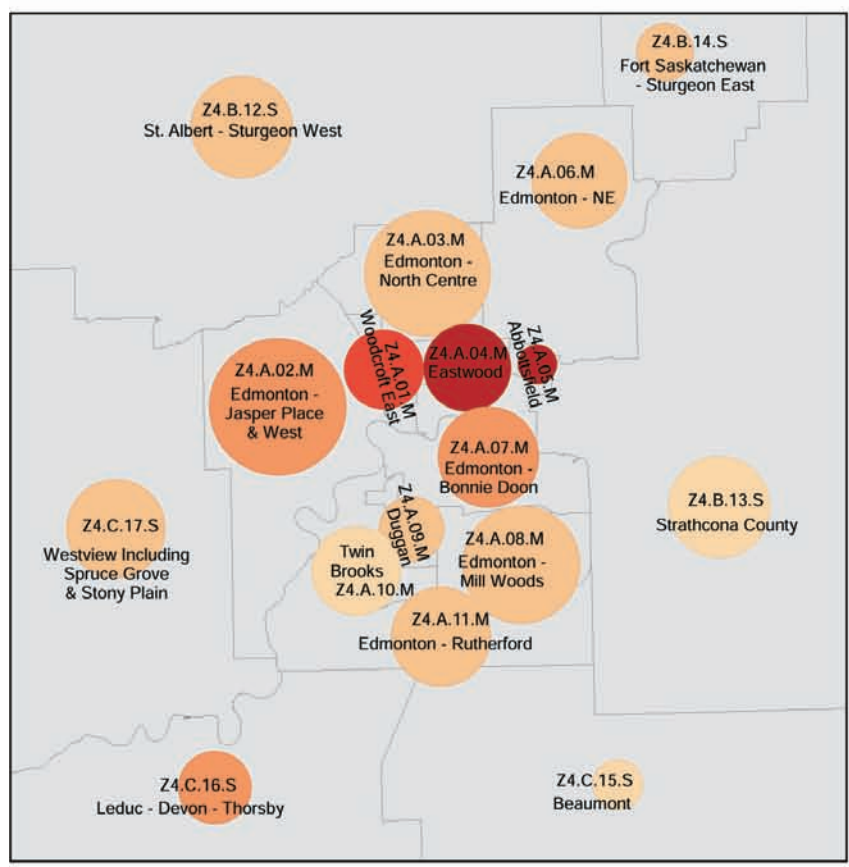 Z4.B.14.S
Fort Saskatchewan
- Sturgeon East
Z4.B.12.S
St. Albert - Sturgeon West
Z4.A.06.M
Edmonton - NE
Z4.A.03.M
Edmonton -
North Centre
Z4.A.01.M
Woodcroft East
Z4.A.04.M
Eastwood
Z4.A.05.M
Abbottsfield
Z4.A.02.M
Edmonton -
Jasper Place
& West
Z4.A.07.M
Edmonton -
Bonnie Doon
Z4.B.13.S
Strathcona County
Z4.C.17.S
Westview Including
Spruce Grove
& Stony Plain
Z4.A.09.M
Duggan
Z4.A.08.M
Edmonton -
Mill Woods
Twin
Brooks
Z4.A.10.M
Z4.A.11.M
Edmonton - Rutherford
Z4.C.16.S
Leduc - Devon - Thorsby
Z4.C.15.S
Beaumont